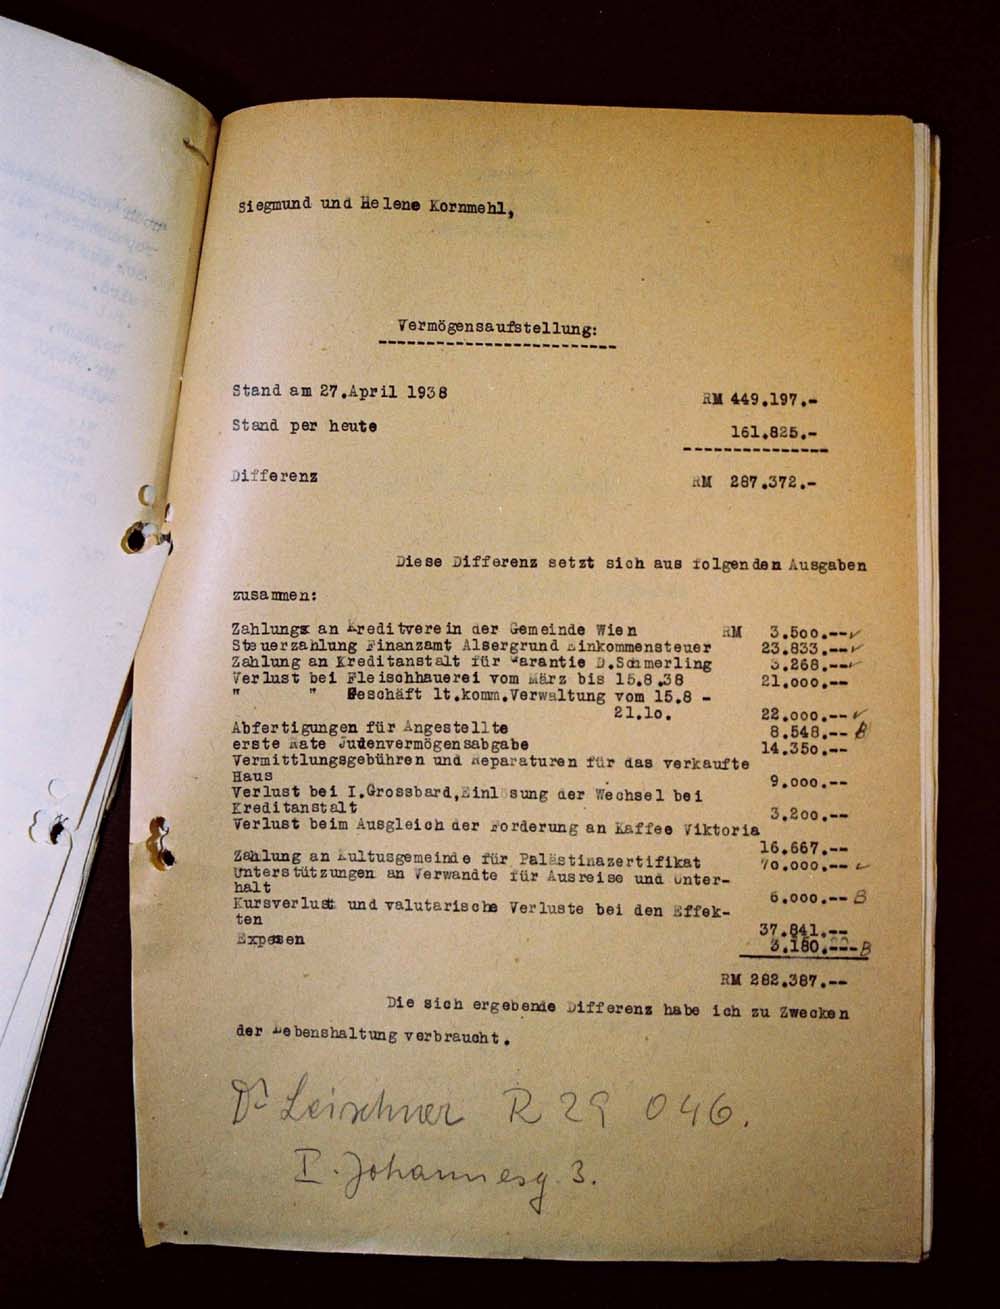 Siegmund und Helene Kornmehl,
Vermögensaufstellung:
Stand am 27.April 1938 RM 449.197.-
Stand per heute 161.825.-
Differenz RM 287.372.-
Diese Differenz setzt sich aus folgenden Ausgaben
zusammen:
Zahlungx an Kreditverein der Gemeinde Wien RM 3.500.--
Steuerzahlung Finanzamt Alsergrund Einkommensteuer 23.833.--
Zahlung an Kreditanstalt für Garantie D.Schmerling 3.268.--
Verlust bei Fleischhauerei vom März bis 15.8.38 21.000.--
" " Geschäft lt.komm.Verwaltung vom 15.8 -
21.10. 22.000.--
Abfertigungen für Angestellte 8.548.-- B
erste Rate Judenvermögensabgabe 14.350.--
Vermittlungsgebühren und Reparaturen für das verkaufte
Haus 9.000.--
Verlust bei I.Grossbard,Einlösung der Wechsel bei
Kreditanstalt 3.200.--
Verlust beim Ausgleich der Forderung an Kaffee Viktoria
16.667.--
Zahlung an Kultusgemeinde für Palästinazertifikat 70.000.--
Unterstützungen an Verwandte für Ausreise und Unter-
halt 6.000.-- B
Kursverlust und valutarische Verluste bei den Effek-
ten 37.841.--
Expesen 3.180.--- B
RM 282.387.--
Die sich ergebende Differenz habe ich zu Zwecken
der Lebenshaltung verbraucht.
Dr Leischner R 29 046.
I. Johannesg. 3.